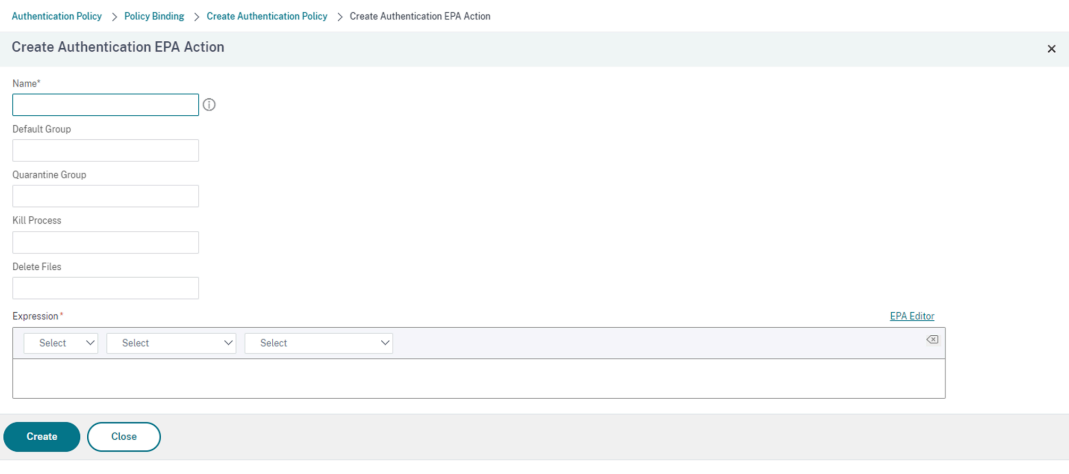 Authentication Policy > Policy Binding > Create Authentication Policy > Create Authentication EPA Action
Create Authentication EPA Action
Name*
Default Group
Quarantine Group
Kill Process
Delete Files
Expression* EPA Editor
Select Select Select
Create Close